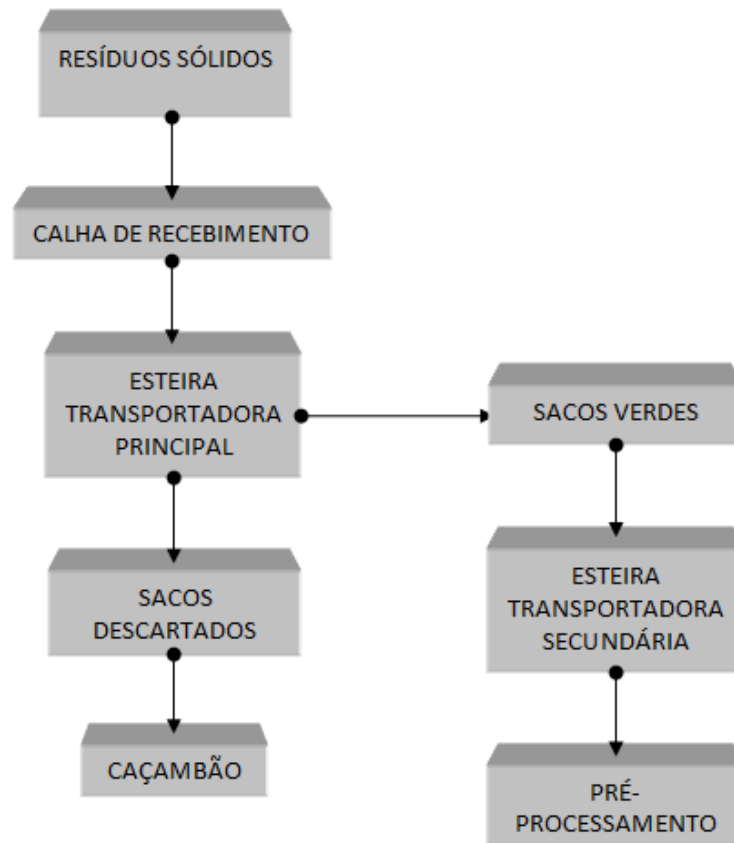 RESÍDUOS SÓLIDOS
CALHA DE RECEBIMENTO
ESTEIRA
TRANSPORTADORA
PRINCIPAL
SACOS VERDES
SACOS
DESCARTADOS
ESTEIRA
TRANSPORTADORA
SECUNDÁRIA
CAÇAMBÃO
PRÉ-
PROCESSAMENTO